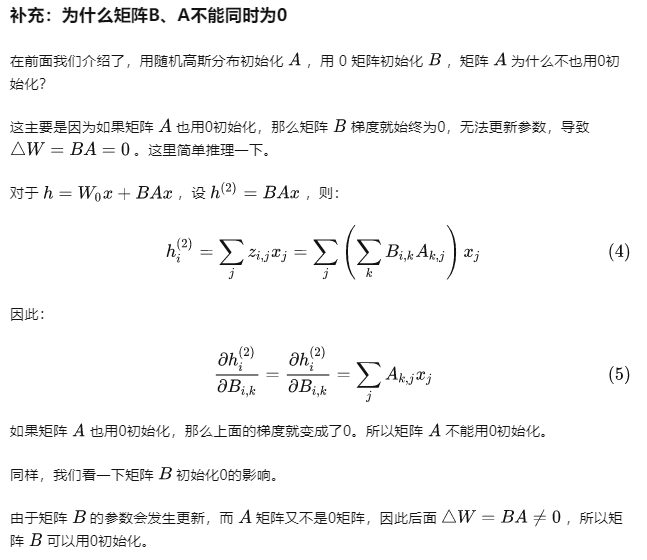 补充：为什么矩阵B、A不能同时为0
在前面我们介绍了，用随机高斯分布初始化 A ，用 0 矩阵初始化 B ，矩阵 A 为什么不也用0初
始化？
这主要是因为如果矩阵 A 也用0初始化，那么矩阵 B 梯度就始终为0，无法更新参数，导致
△W = BA = 0 。这里简单推理一下。
对于 h = W_0x + BAx ，设 h^{(2)} = BAx ，则：
h_i^{(2)} = \sum_j z_{i,j}x_j = \sum_j \left( \sum_k B_{i,k}A_{k,j} \right) x_j (4)
因此：
\frac{\partial h_i^{(2)}}{\partial B_{i,k}} = \frac{\partial h_i^{(2)}}{\partial B_{i,k}} = \sum_j A_{k,j}x_j (5)
如果矩阵 A 也用0初始化，那么上面的梯度就变成了0。所以矩阵 A 不能用0初始化。
同样，我们看一下矩阵 B 初始化0的影响。
由于矩阵 B 的参数会发生更新，而 A 矩阵又不是0矩阵，因此后面 △W = BA ≠ 0 ，所以矩
阵 B 可以用0初始化。